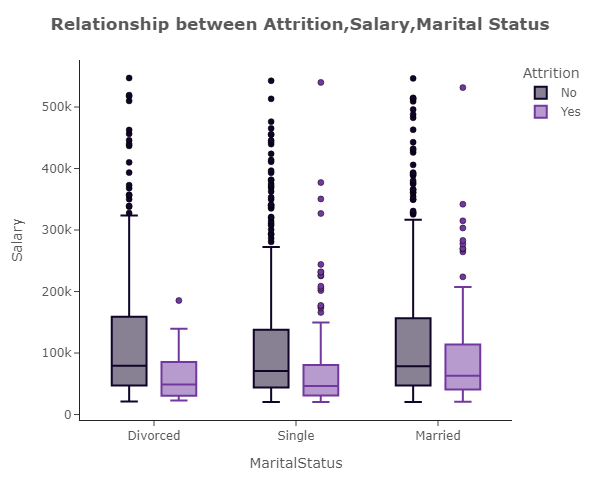 Relationship between Attrition,Salary,Marital Status
Attrition
No
Yes
500k
400k
300k
200k
100k
0
Salary
Divorced
Single
Married
MaritalStatus